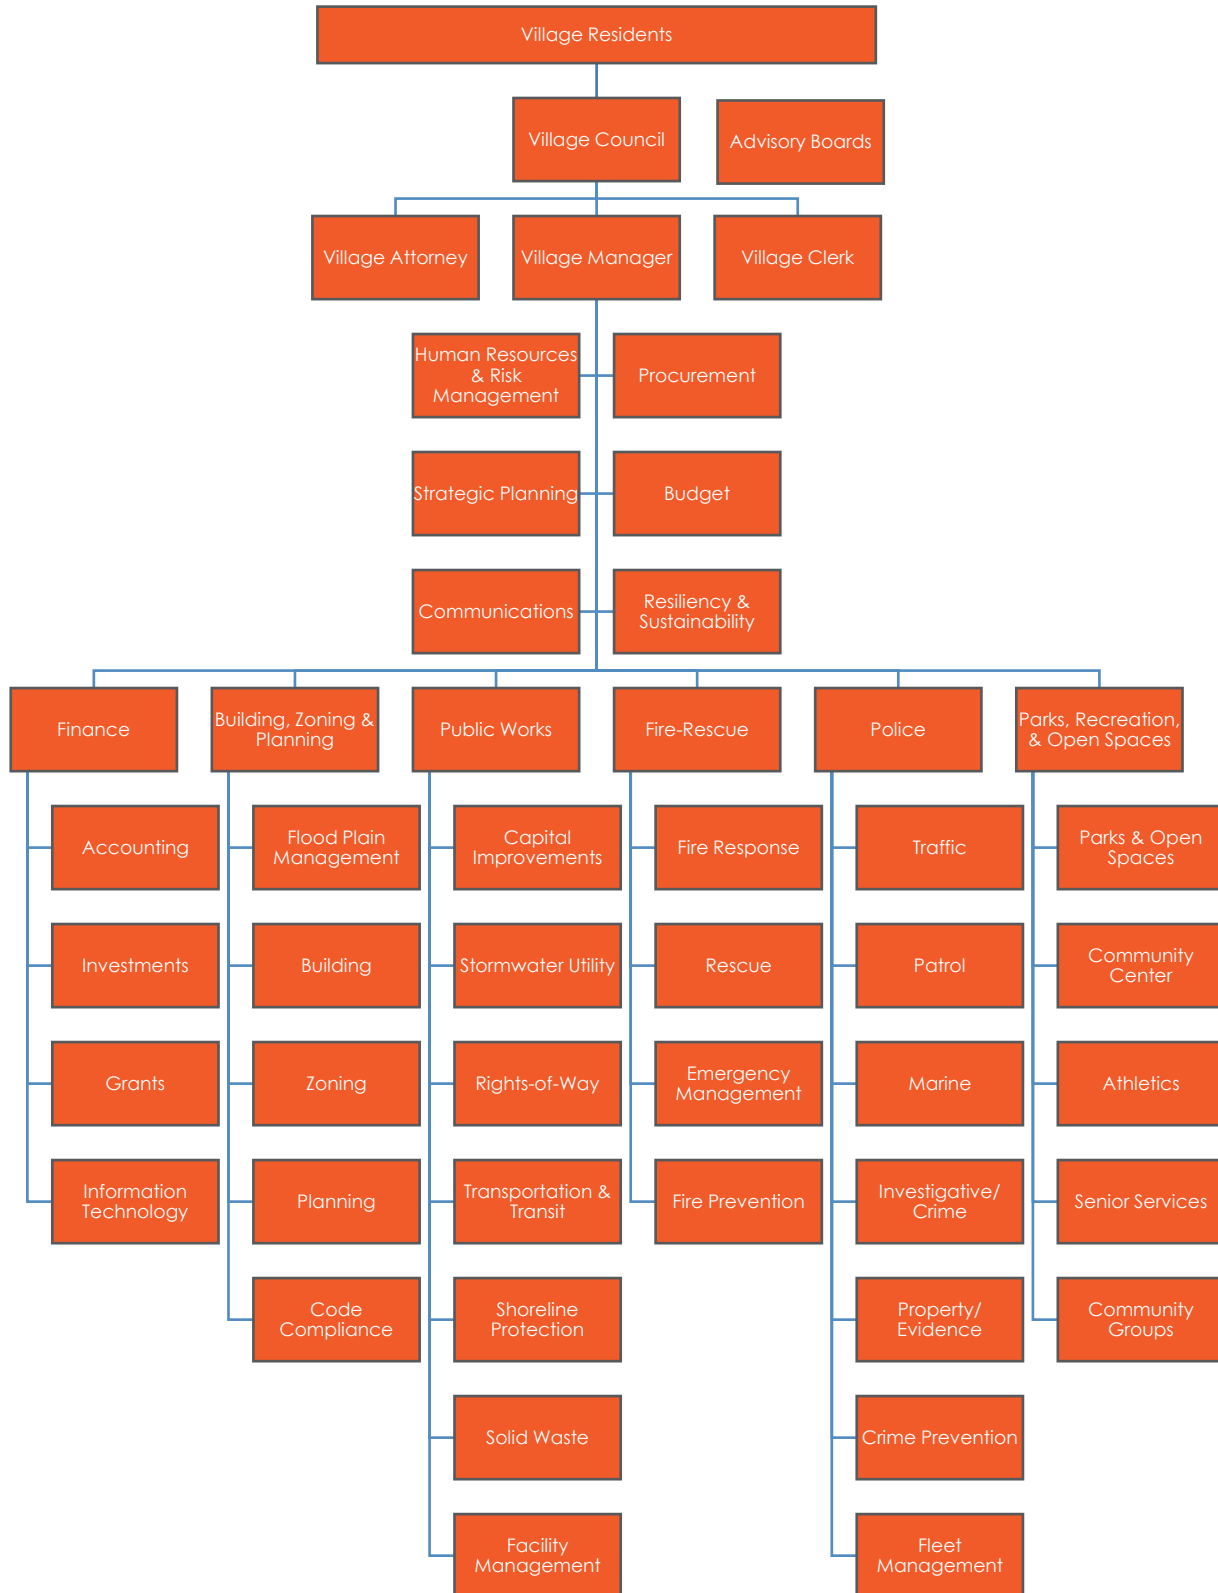 Village Residents
Village Council
Advisory Boards
Village Attorney
Village Manager
Village Clerk
Human Resources
& Risk
Management
Procurement
Strategic Planning
Budget
Communications
Resiliency &
Sustainability
Finance
Building, Zoning &
Planning
Public Works
Fire-Rescue
Police
Parks, Recreation,
& Open Spaces
Accounting
Flood Plain
Management
Capital
Improvements
Fire Response
Traffic
Parks & Open
Spaces
Investments
Building
Stormwater Utility
Rescue
Patrol
Community
Center
Grants
Zoning
Rights-of-Way
Emergency
Management
Marine
Athletics
Information
Technology
Planning
Transportation &
Transit
Fire Prevention
Investigative/
Crime
Senior Services
Code
Compliance
Shoreline
Protection
Property/
Evidence
Community
Groups
Solid Waste
Crime Prevention
Facility
Management
Fleet
Management